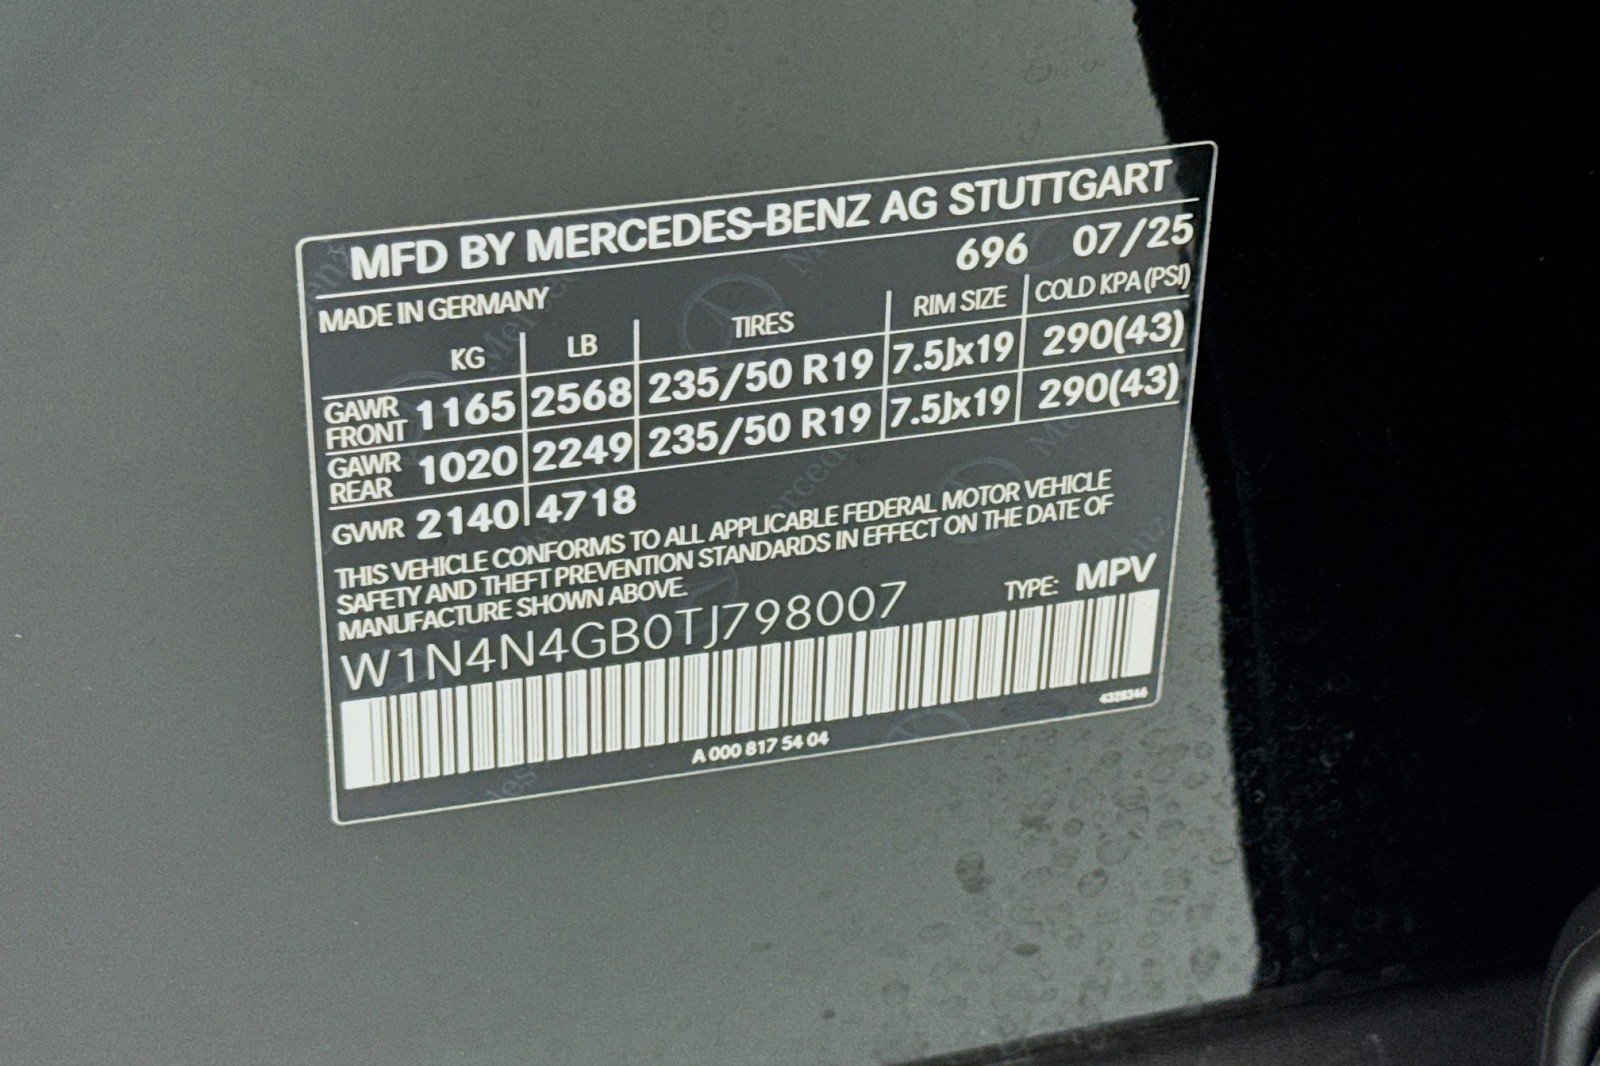 MFD BY MERCEDES-BENZ AG STUTTGART
696 07/25
MADE IN GERMANY
KG LB TIRES RIM SIZE COLD KPA (PSI)
GAWR FRONT 1165 2568 235/50 R19 7.5Jx19 290(43)
GAWR REAR 1020 2249 235/50 R19 7.5Jx19 290(43)
GVWR 2140 4718
THIS VEHICLE CONFORMS TO ALL APPLICABLE FEDERAL MOTOR VEHICLE
SAFETY AND THEFT PREVENTION STANDARDS IN EFFECT ON THE DATE OF
MANUFACTURE SHOWN ABOVE.
W1N4N4GB0TJ798007 TYPE: MPV
A 000 817 54 04